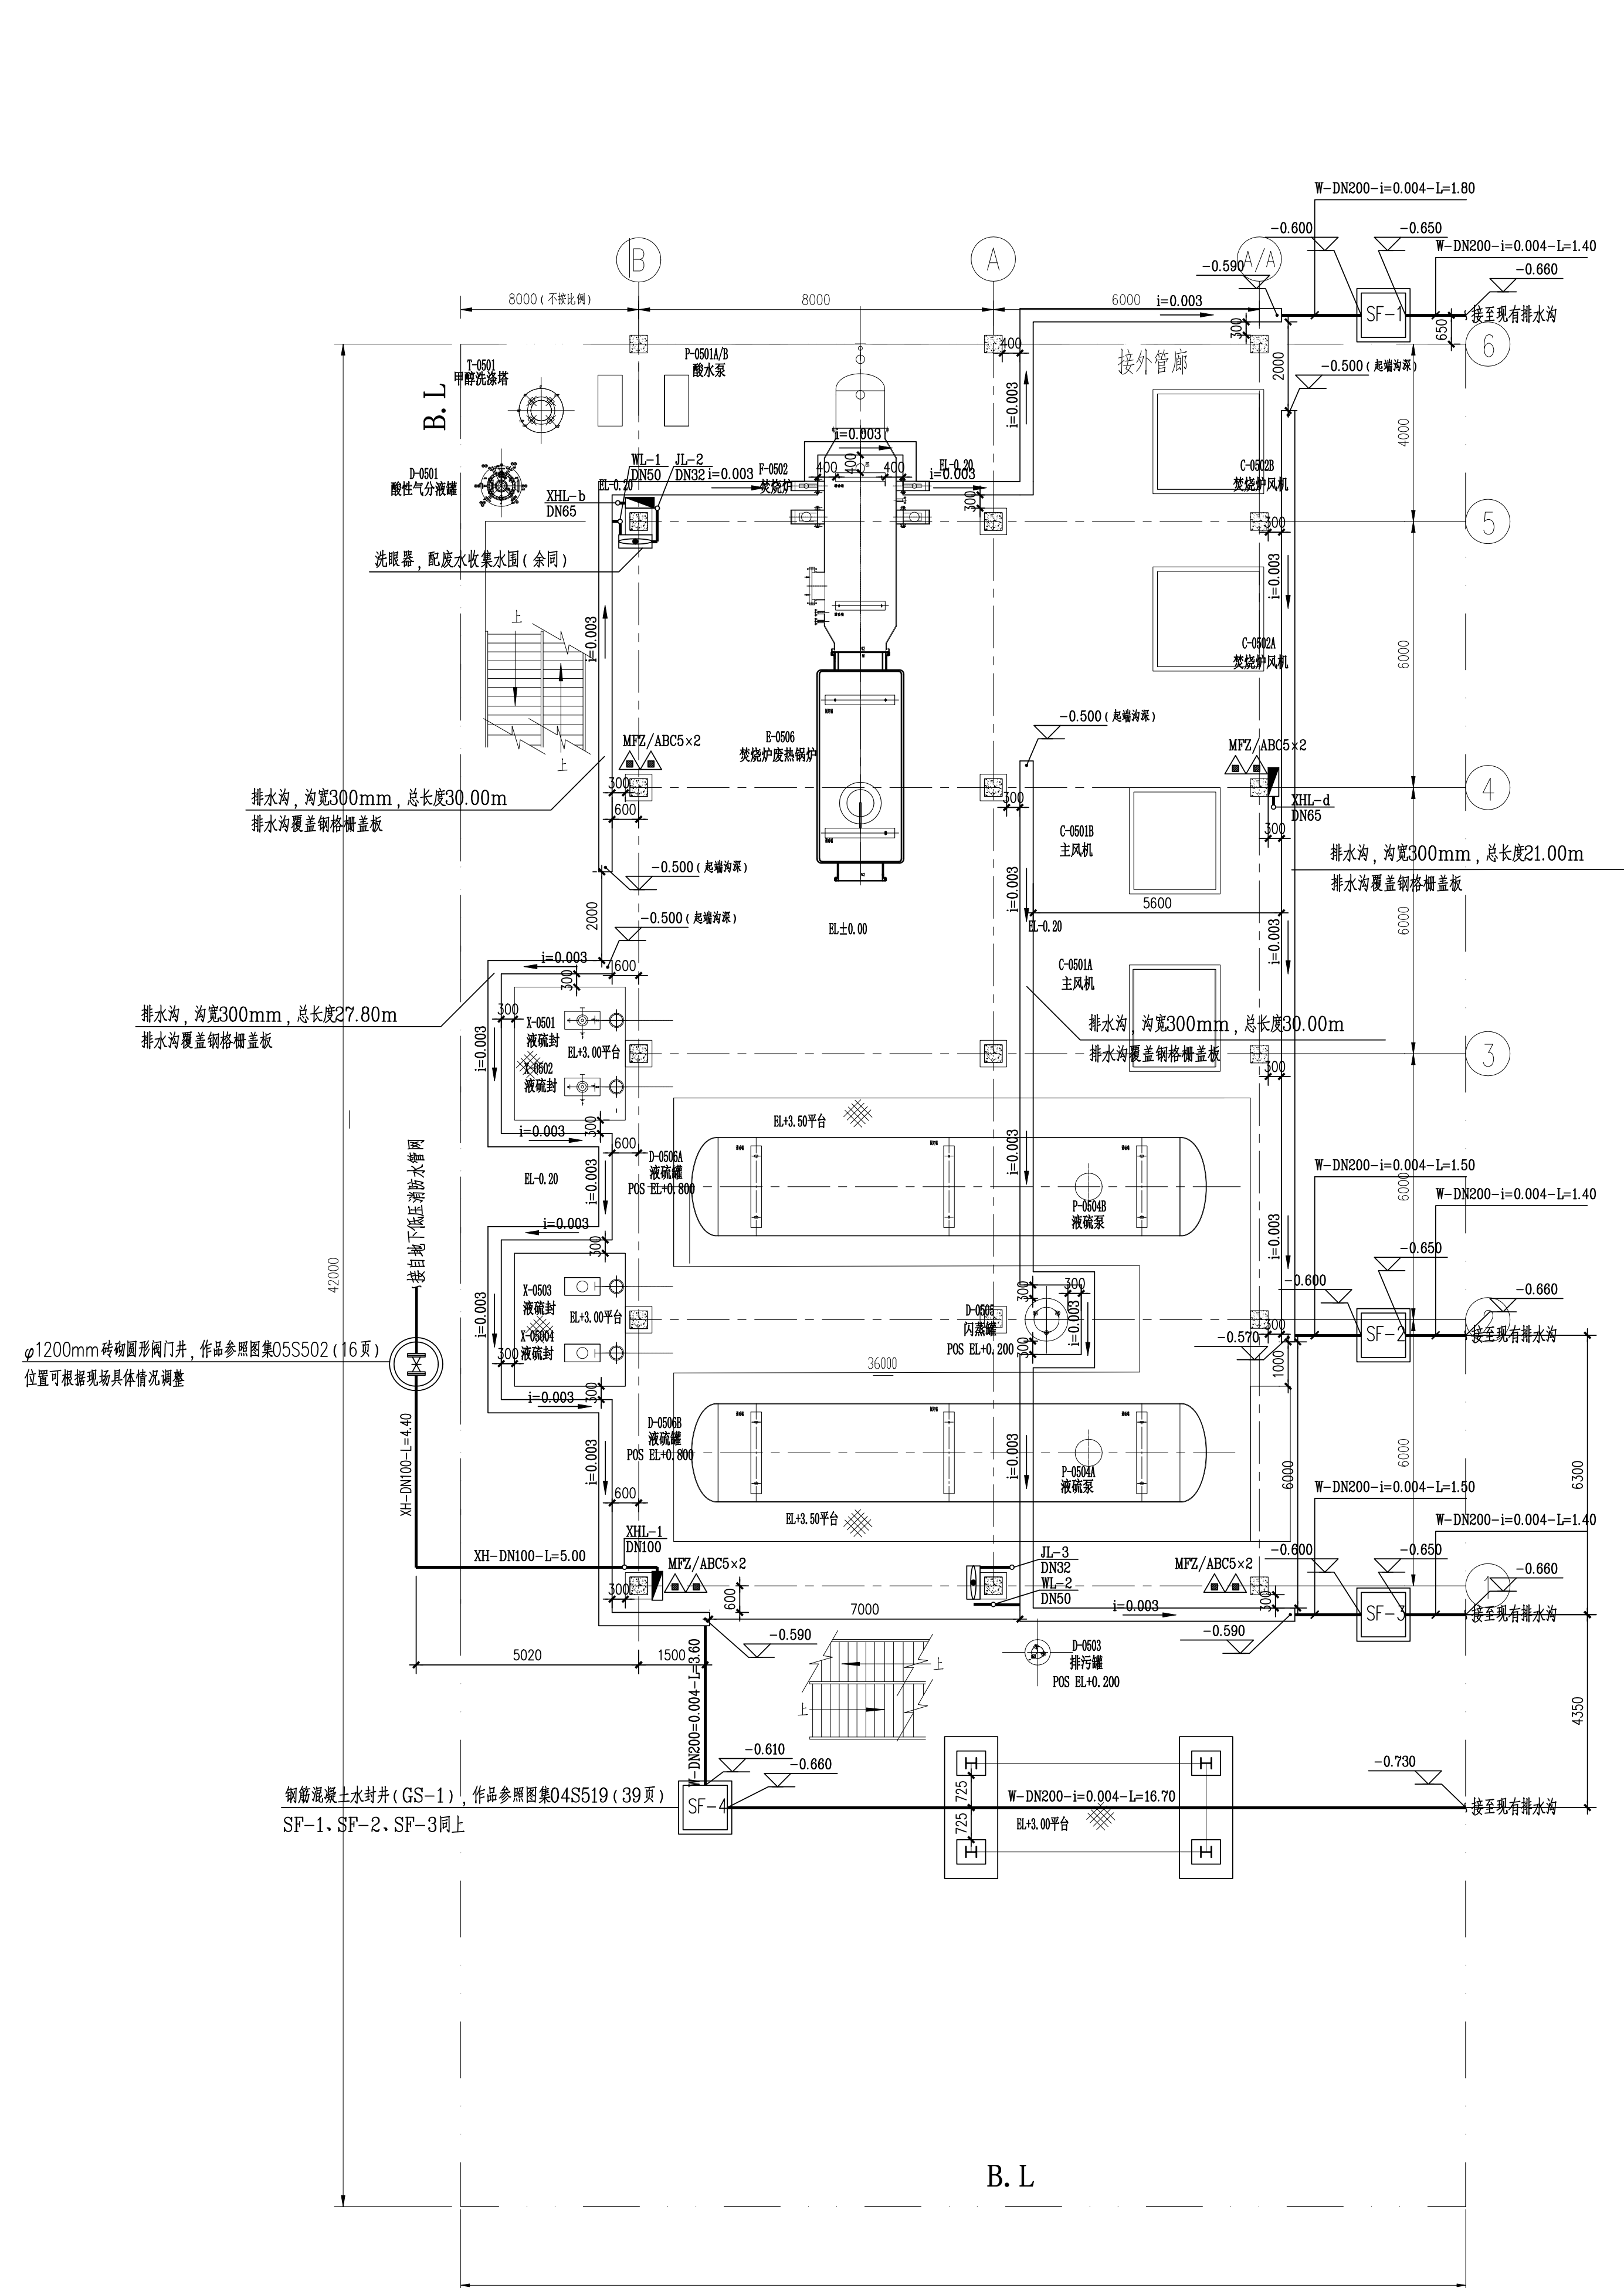 W-DN200-i=0.004-L=1.80
-0.600
-0.650
W-DN200-i=0.004-L=1.40
-0.590
-0.660
B
A
A/A
8000(不按比例)
8000
6000
i=0.003
SF-1
接至现有排水沟
650
6
300
400
2000
接外管廊
-0.500(起端沟深)
T-0501
甲醇洗涤塔
P-0501A/B
酸水泵
B.L
i=0.003
4000
i=0.003
400
400
400
WL-1
DN50
JL-2
DN32
i=0.003
F-0502
焚烧炉
EL-0.20
EL-0.20
i=0.003
300
D-0501
酸性气分液罐
XHL-b
DN65
C-0502B
焚烧炉风机
5
300
洗眼器，配废水收集水围(余同)
i=0.003
i=0.003
上
上
6000
C-0502A
焚烧炉风机
-0.500(起端沟深)
MFZ/ABC5×2
E-0506
焚烧炉废热锅炉
MFZ/ABC5×2
4
300
600
300
排水沟，沟宽300mm，总长度30.00m
排水沟覆盖钢格栅盖板
XHL-d
DN65
300
C-0501B
主风机
排水沟，沟宽300mm，总长度21.00m
排水沟覆盖钢格栅盖板
-0.500(起端沟深)
i=0.003
5600
2000
-0.500(起端沟深)
EL±0.00
EL-0.20
6000
i=0.003
i=0.003
600
300
C-0501A
主风机
排水沟，沟宽300mm，总长度27.80m
排水沟覆盖钢格栅盖板
300
X-0501
液硫封
EL+3.00平台
X-0502
液硫封
i=0.003
排水沟，沟宽300mm，总长度30.00m
排水沟覆盖钢格栅盖板
3
300
EL+3.50平台
i=0.003
300
600
i=0.003
D-0506A
液硫罐
POS EL+0.800
EL-0.20
i=0.003
P-0504B
液硫泵
W-DN200-i=0.004-L=1.50
W-DN200-i=0.004-L=1.40
6000
i=0.003
接自地下低压消防水管网
i=0.003
300
-0.650
-0.600
-0.660
42000
X-0503
液硫封
EL+3.00平台
X-05004
液硫封
i=0.003
300
D-0505
闪蒸罐
POS EL+0.200
300
300
300
i=0.003
300
-0.570
SF-2
接至现有排水沟
2
φ1200mm砖砌圆形阀门井，作品参照图集05S502(16页)
位置可根据现场具体情况调整
36000
1000
i=0.003
300
XH-DN100-L=4.40
D-0506B
液硫罐
POS EL+0.800
i=0.003
i=0.003
P-0504A
液硫泵
6000
6000
6300
600
EL+3.50平台
W-DN200-i=0.004-L=1.50
W-DN200-i=0.004-L=1.40
XHL-1
DN100
XH-DN100-L=5.00
MFZ/ABC5×2
JL-3
DN32
WL-2
DN50
MFZ/ABC5×2
-0.600
-0.650
-0.660
1
300
600
7000
i=0.003
300
SF-3
接至现有排水沟
-0.590
-0.590
5020
1500
W-DN200=0.004-L=3.60
上
上
D-0503
排污罐
POS EL+0.200
4350
-0.610
-0.660
-0.730
钢筋混凝土水封井(GS-1)，作品参照图集04S519(39页)
SF-1、SF-2、SF-3同上
SF-4
725
725
W-DN200-i=0.004-L=16.70
EL+3.00平台
接至现有排水沟
B.L